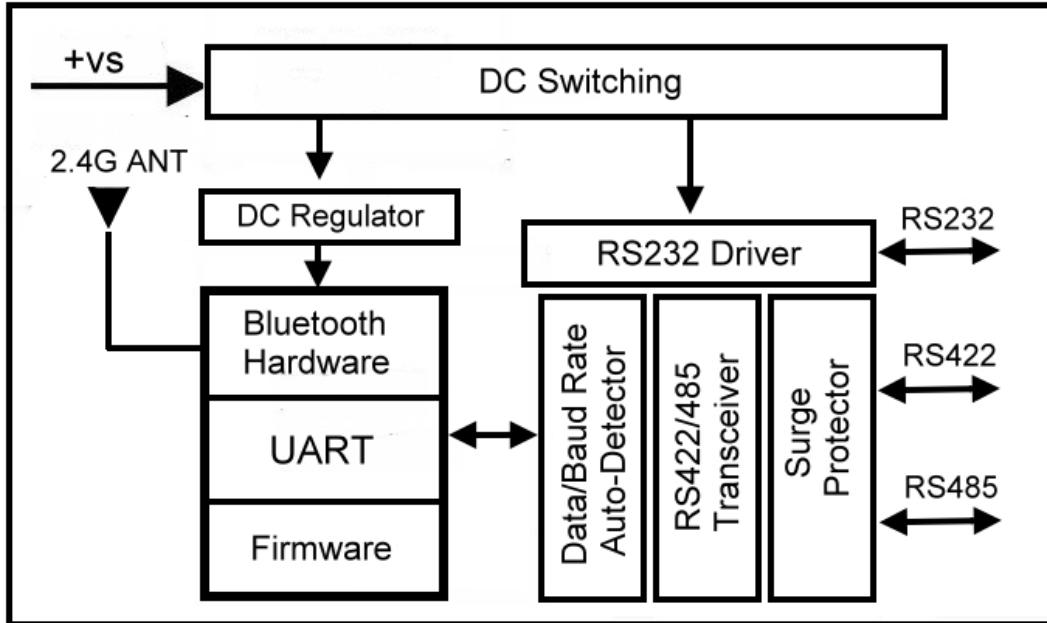 +vs
DC Switching
2.4G ANT
DC Regulator
RS232 Driver
RS232
Bluetooth
Hardware
UART
Firmware
Data/Baud Rate
Auto-Detector
RS422/485
Transceiver
Surge
Protector
RS422
RS485